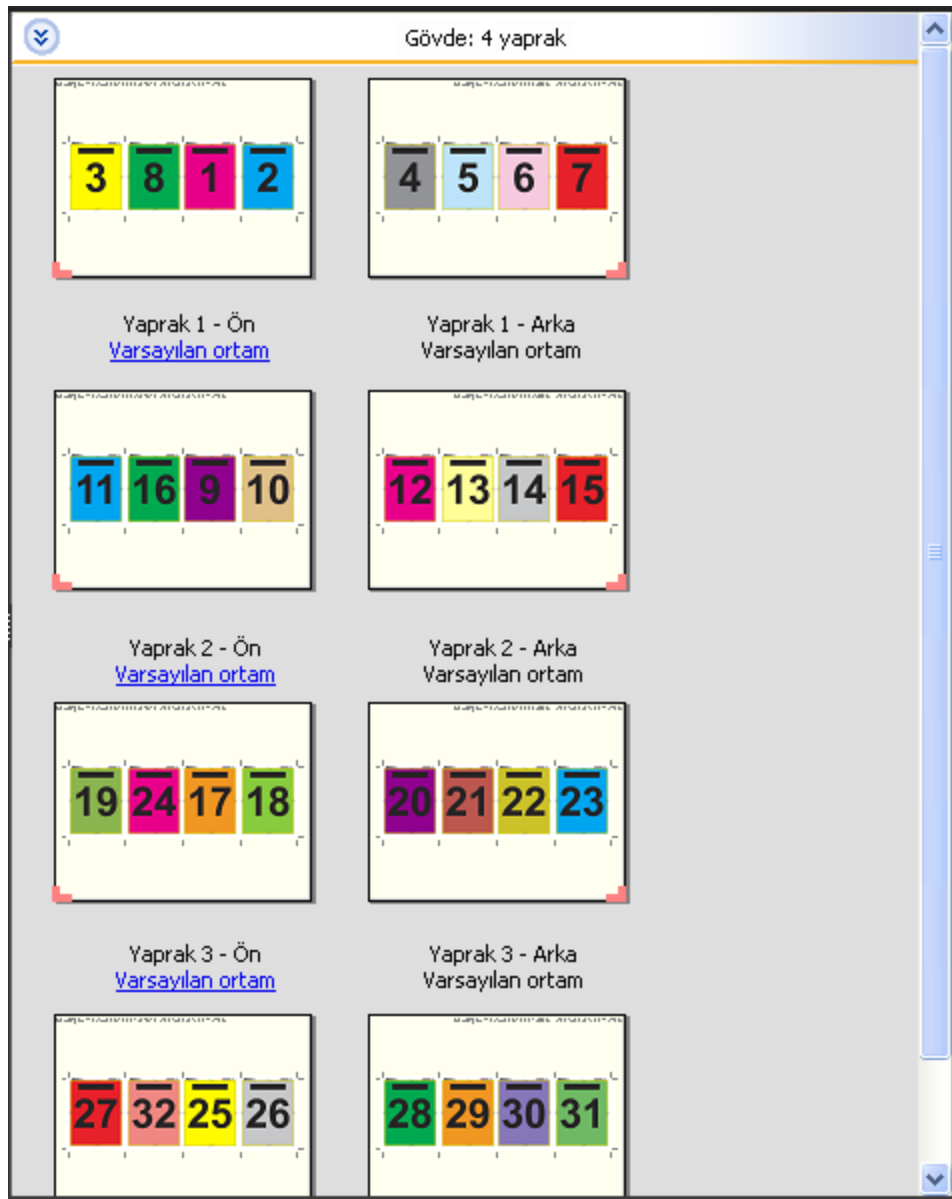 Gövde: 4 yaprak
3 8 1 2
4 5 6 7
Yaprak 1 - Ön
Varsayılan ortam
Yaprak 1 - Arka
Varsayılan ortam
11 16 9 10
12 13 14 15
Yaprak 2 - Ön
Varsayılan ortam
Yaprak 2 - Arka
Varsayılan ortam
19 24 17 18
20 21 22 23
Yaprak 3 - Ön
Varsayılan ortam
Yaprak 3 - Arka
Varsayılan ortam
27 32 25 26
28 29 30 31